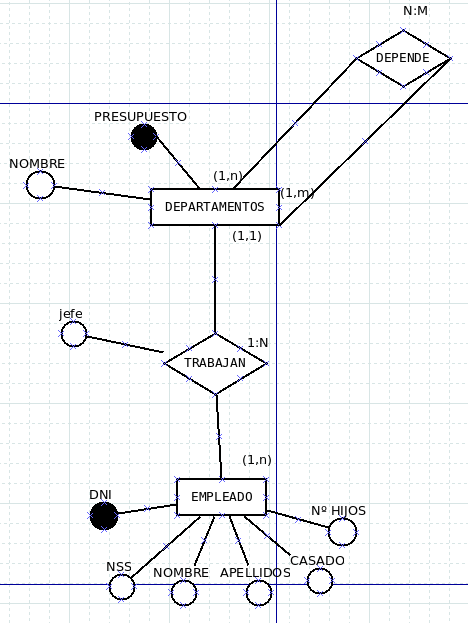 N:M
DEPENDE
PRESUPUESTO
NOMBRE
(1,n)
(1,m)
DEPARTAMENTOS
(1,1)
jefe
1:N
TRABAJAN
(1,n)
DNI
EMPLEADO
Nº HIJOS
NSS
NOMBRE
APELLIDOS
CASADO